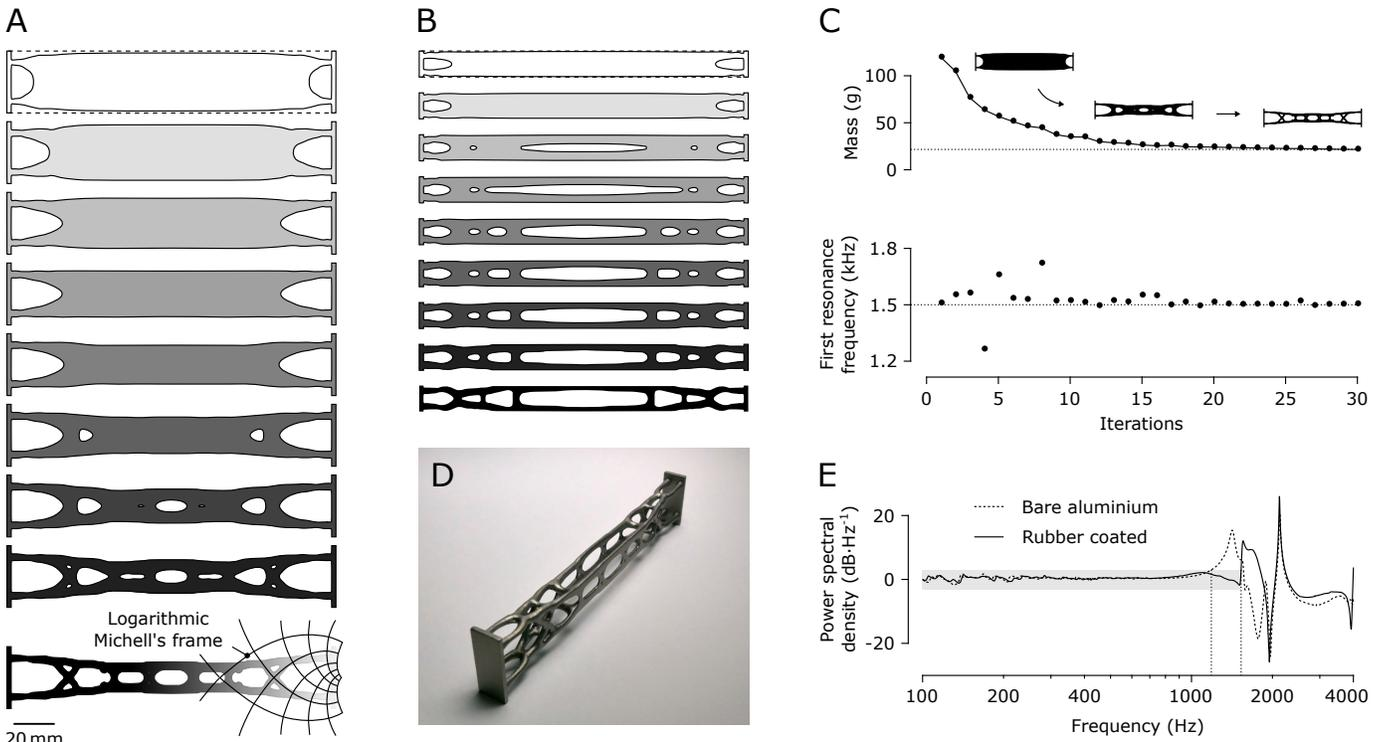 A
B
C
Mass (g)
100
50
0
First resonance
frequency (kHz)
1.8
1.5
1.2
0
5
10
15
20
25
30
Iterations
Logarithmic
Michell's frame
20 mm
D
E
Power spectral
density (dB·Hz⁻¹)
20
0
-20
Bare aluminium
Rubber coated
100
200
400
1000
2000
4000
Frequency (Hz)